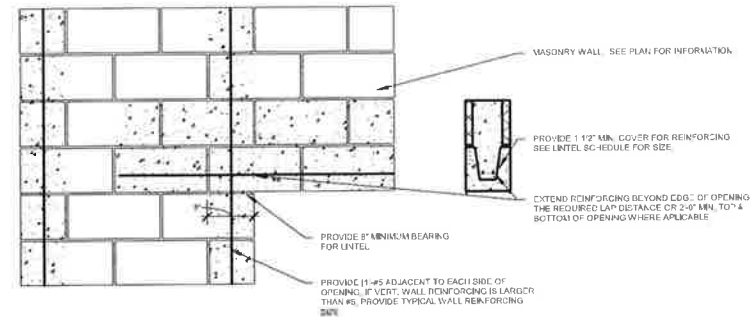 MASONRY WALL, SEE PLAN FOR INFORMATION
PROVIDE 1 1/2" MIN. COVER FOR REINFORCING
SEE LINTEL SCHEDULE FOR SIZE.
EXTEND REINFORCING BEYOND EDGE OF OPENING
THE REQUIRED LAP DISTANCE OR 2'-0" MIN, TOP &
BOTTOM OF OPENING WHERE APLICABLE
8"
PROVIDE 8" MINIMUM BEARING
FOR LINTEL
PROVIDE (1)-#5 ADJACENT TO EACH SIDE OF
OPENING. IF VERT. WALL REINFORCING IS LARGER
THAN #5, PROVIDE TYPICAL WALL REINFORCING